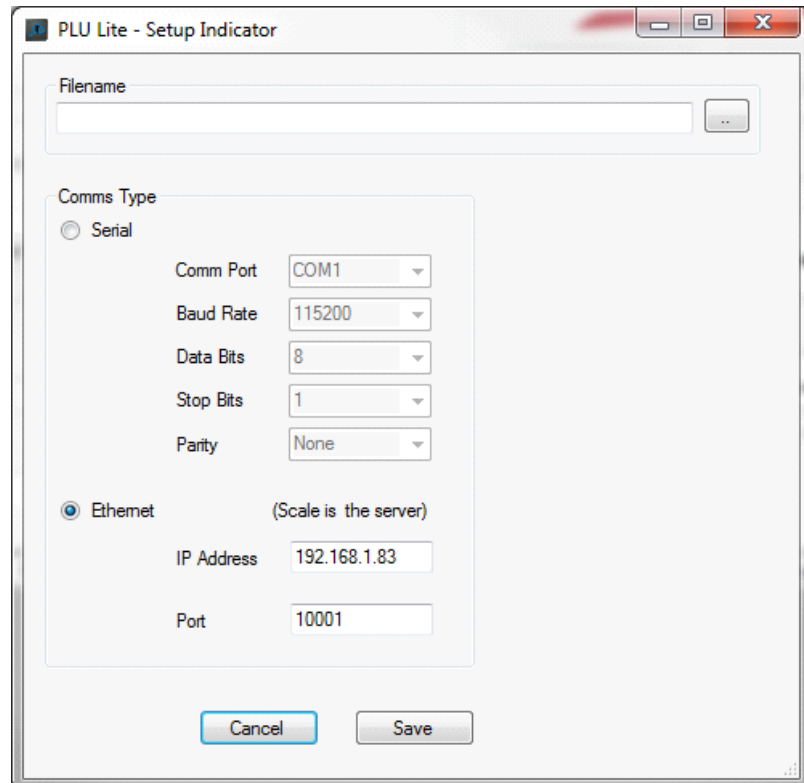 PLU Lite - Setup Indicator
Filename
..
Comms Type
Serial
Comm Port COM1
Baud Rate 115200
Data Bits 8
Stop Bits 1
Parity None
Ethernet (Scale is the server)
IP Address 192.168.1.83
Port 10001
Cancel Save